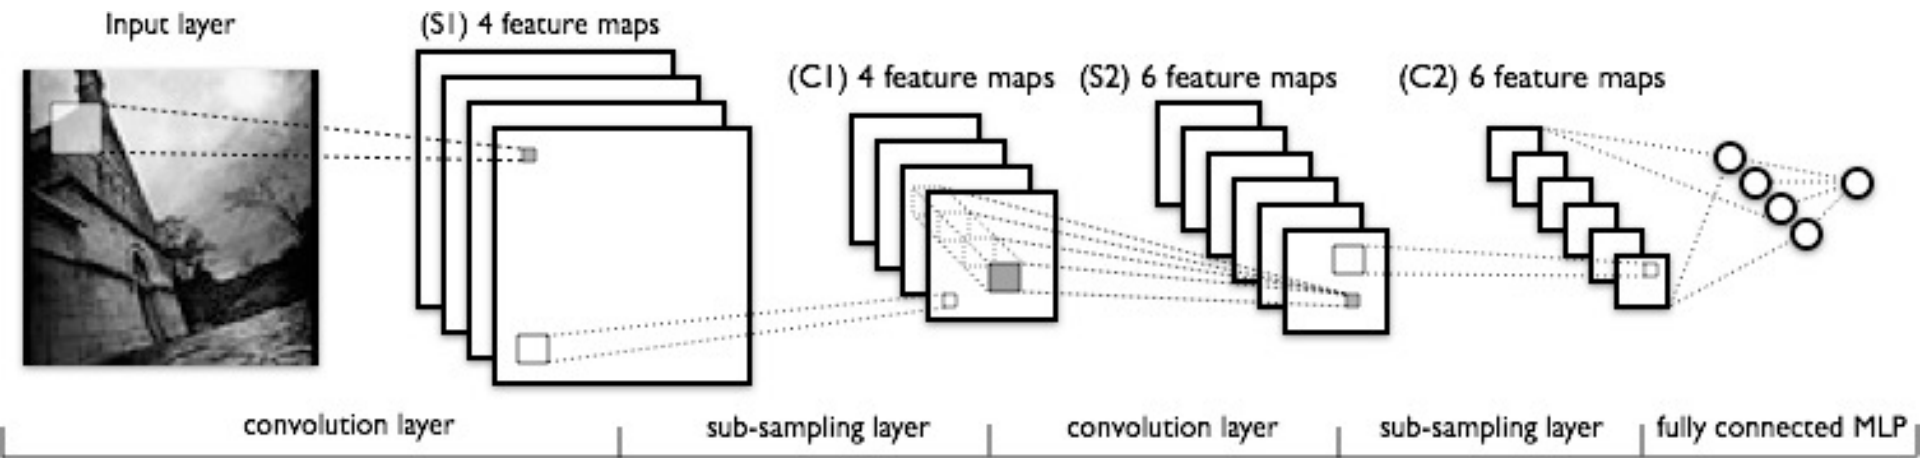 Input layer
(S1) 4 feature maps
(C1) 4 feature maps
(S2) 6 feature maps
(C2) 6 feature maps
convolution layer
sub-sampling layer
convolution layer
sub-sampling layer
fully connected MLP